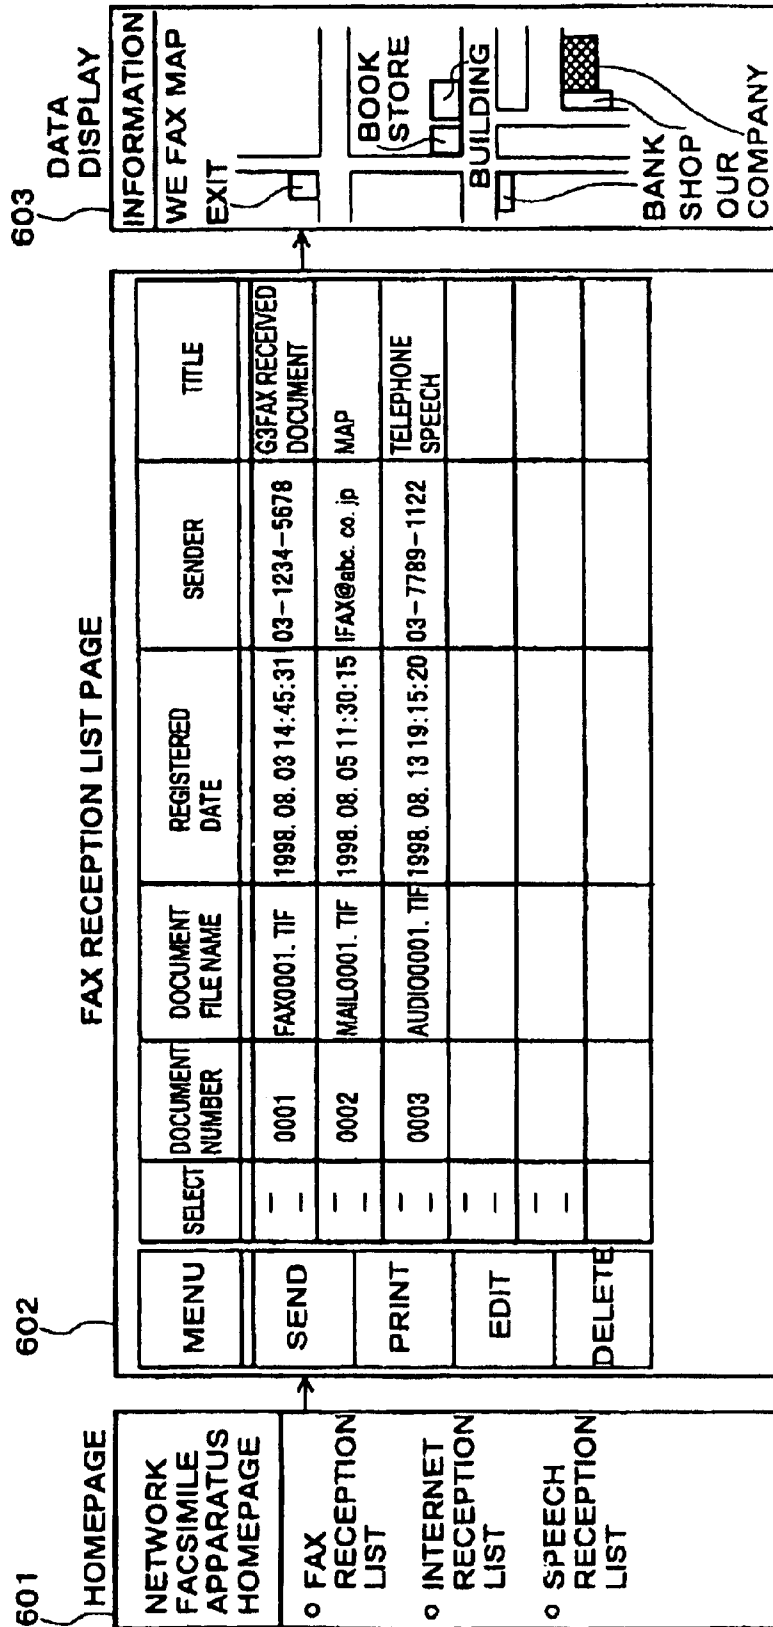 601
HOMEPAGE
NETWORK
FACSIMILE
APPARATUS
HOMEPAGE
o FAX
RECEPTION
LIST
o INTERNET
RECEPTION
LIST
o SPEECH
RECEPTION
LIST
602
FAX RECEPTION LIST PAGE
MENU
SEND
PRINT
EDIT
DELETE
SELECT DOCUMENT NUMBER DOCUMENT FILE NAME REGISTERED DATE SENDER TITLE
-- 0001 FAX0001. TIF 1998. 08. 03 14:45:31 03-1234-5678 G3FAX RECEIVED DOCUMENT
-- 0002 MAIL0001. TIF 1998. 08. 05 11:30:15 IFAX@abc. co. jp MAP
-- 0003 AUDIO0001. TIF 1998. 08. 13 19:15:20 03-7789-1122 TELEPHONE SPEECH
--
--
603
DATA
DISPLAY
INFORMATION
WE FAX MAP
EXIT
BOOK
STORE
BUILDING
BANK
SHOP
OUR
COMPANY